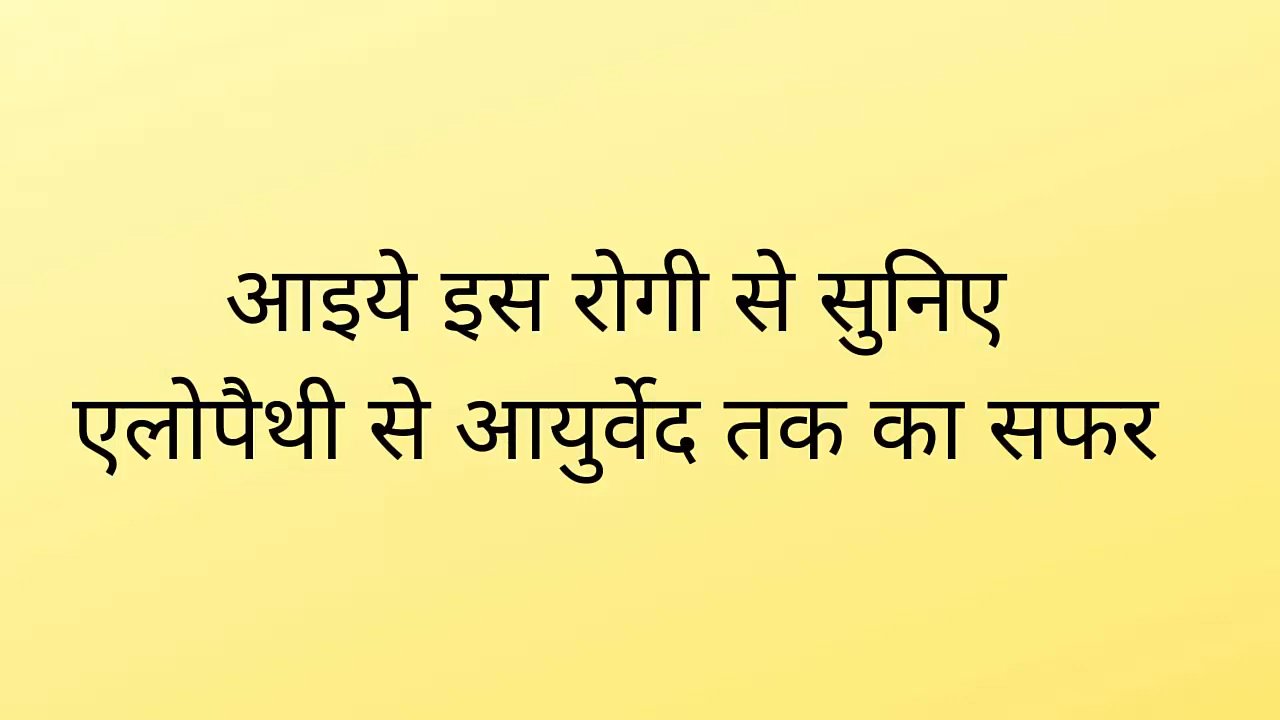 आइये इस रोगी से सुनिए
एलोपैथी से आयुर्वेद तक का सफर